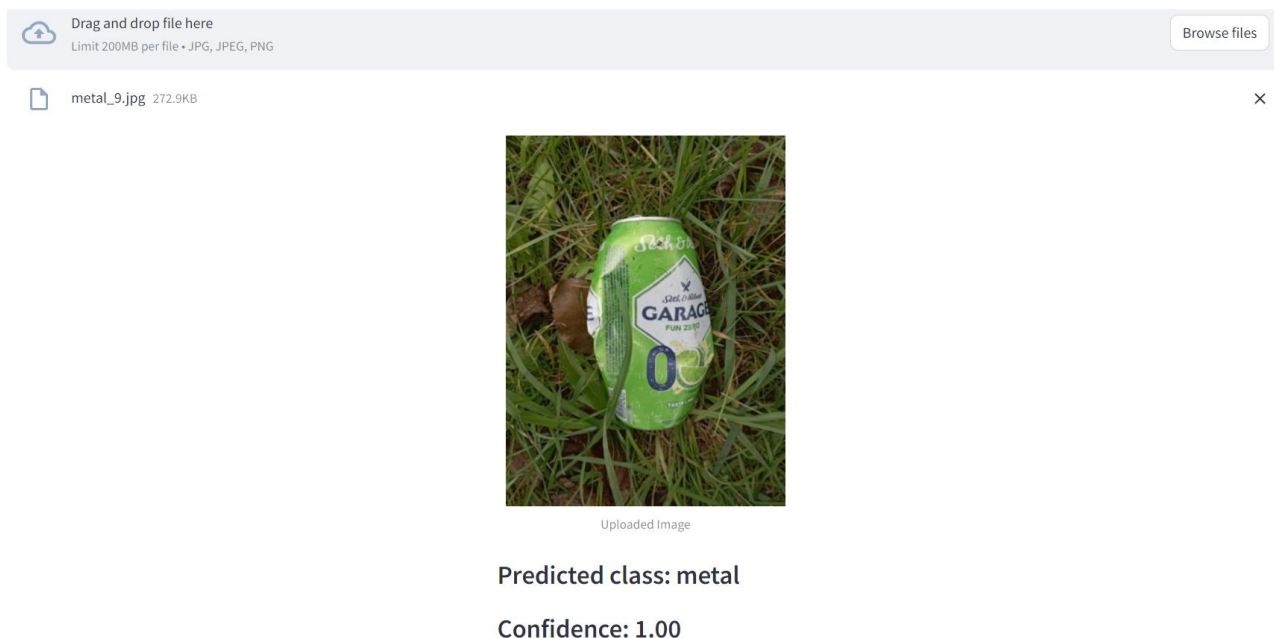 Drag and drop file here
Limit 200MB per file • JPG, JPEG, PNG
Browse files
metal_9.jpg 272.9KB
Seth &
GARAGE
FUN ZERO
0
Uploaded Image
Predicted class: metal
Confidence: 1.00